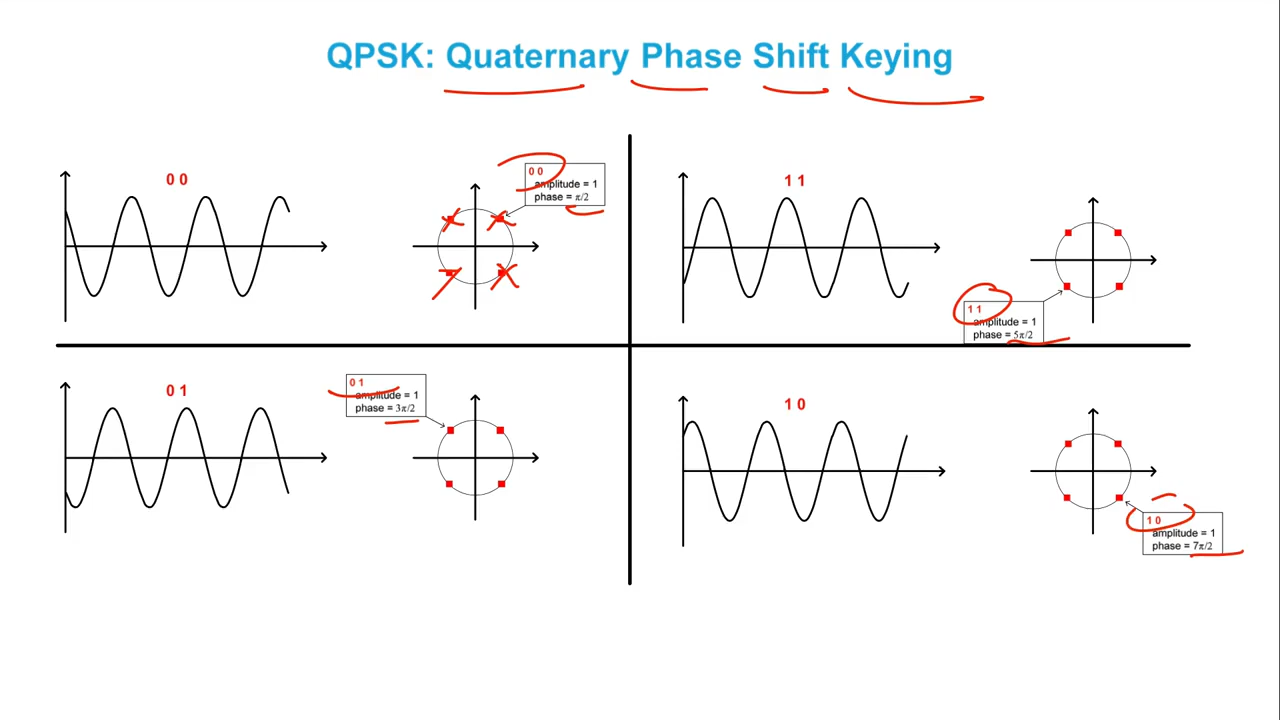 QPSK: Quaternary Phase Shift Keying
0 0
0 0
amplitude = 1
phase = π/2
1 1
1 1
amplitude = 1
phase = 5π/2
0 1
0 1
amplitude = 1
phase = 3π/2
1 0
1 0
amplitude = 1
phase = 7π/2